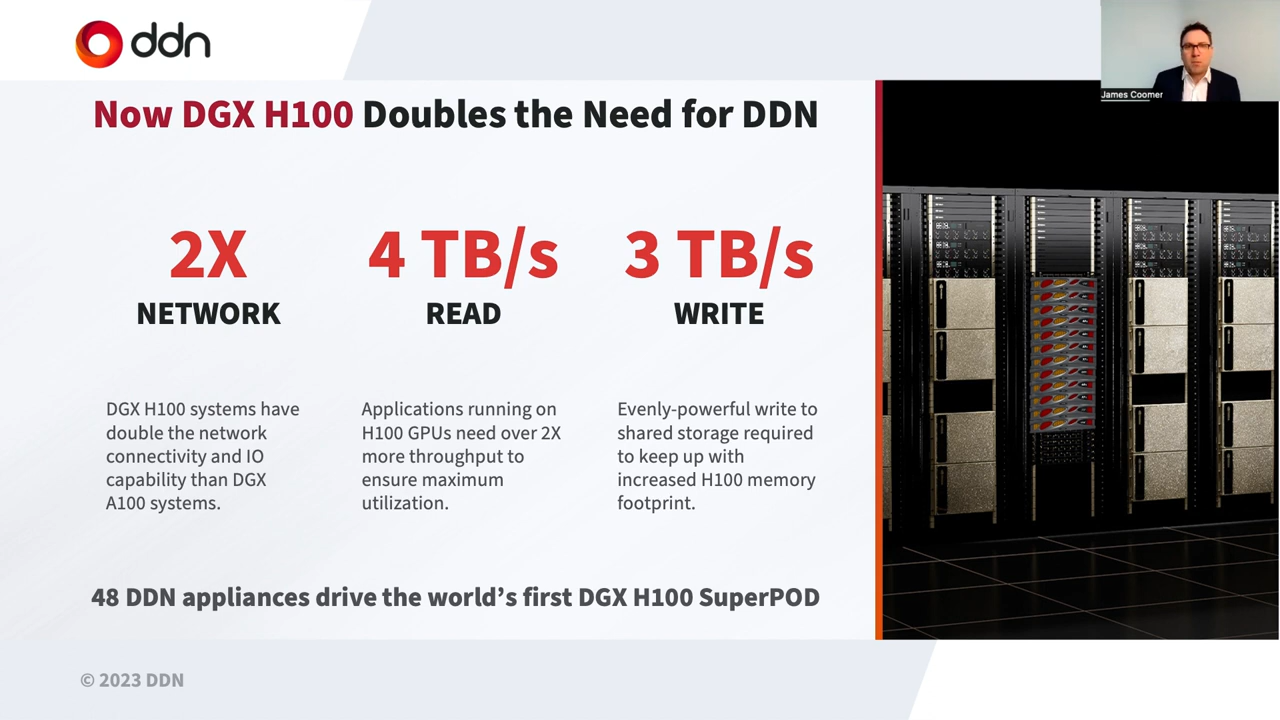 ddn
James Coomer
Now DGX H100 Doubles the Need for DDN
2X
NETWORK
4 TB/s
READ
3 TB/s
WRITE
DGX H100 systems have
double the network
connectivity and IO
capability than DGX
A100 systems.
Applications running on
H100 GPUs need over 2X
more throughput to
ensure maximum
utilization.
Evenly-powerful write to
shared storage required
to keep up with
increased H100 memory
footprint.
48 DDN appliances drive the world’s first DGX H100 SuperPOD
© 2023 DDN